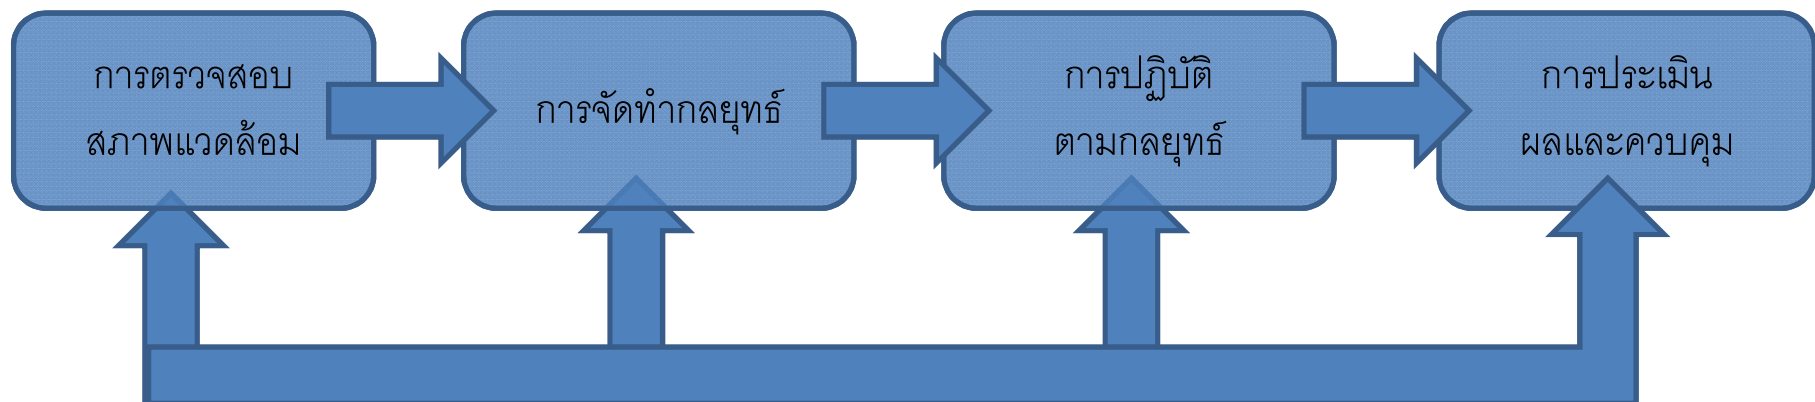 การตรวจสอบ
สภาพแวดล้อม
การจัดทำกลยุทธ์
การปฏิบัติ
ตามกลยุทธ์
การประเมิน
ผลและควบคุม